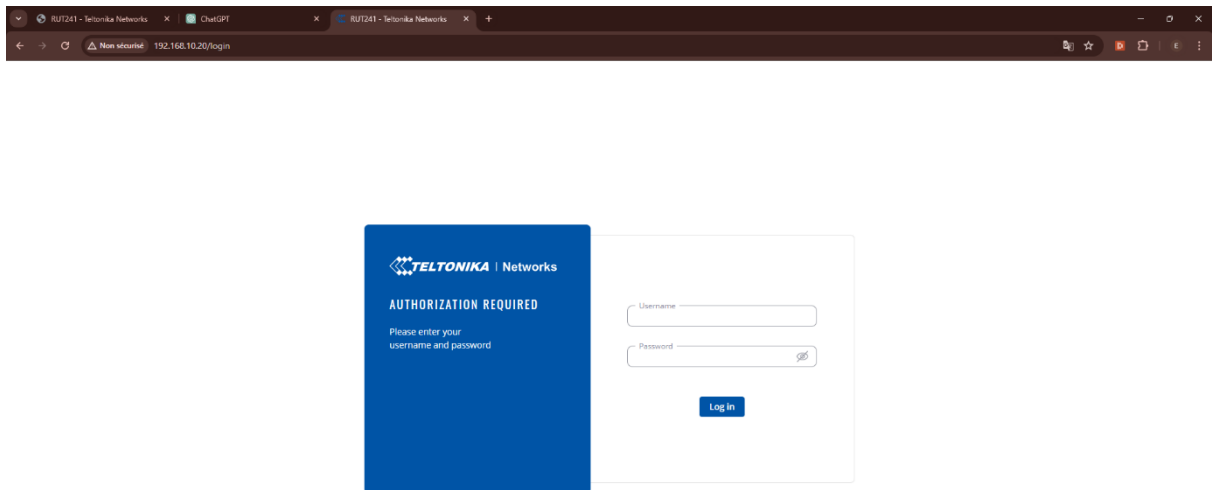 RUT241 - Teltonika Networks
ChatGPT
RUT241 - Teltonika Networks
Non sécurisé 192.168.10.20/login
D
E
TELTONIKA | Networks
AUTHORIZATION REQUIRED
Please enter your
username and password
Username
Password
Log in